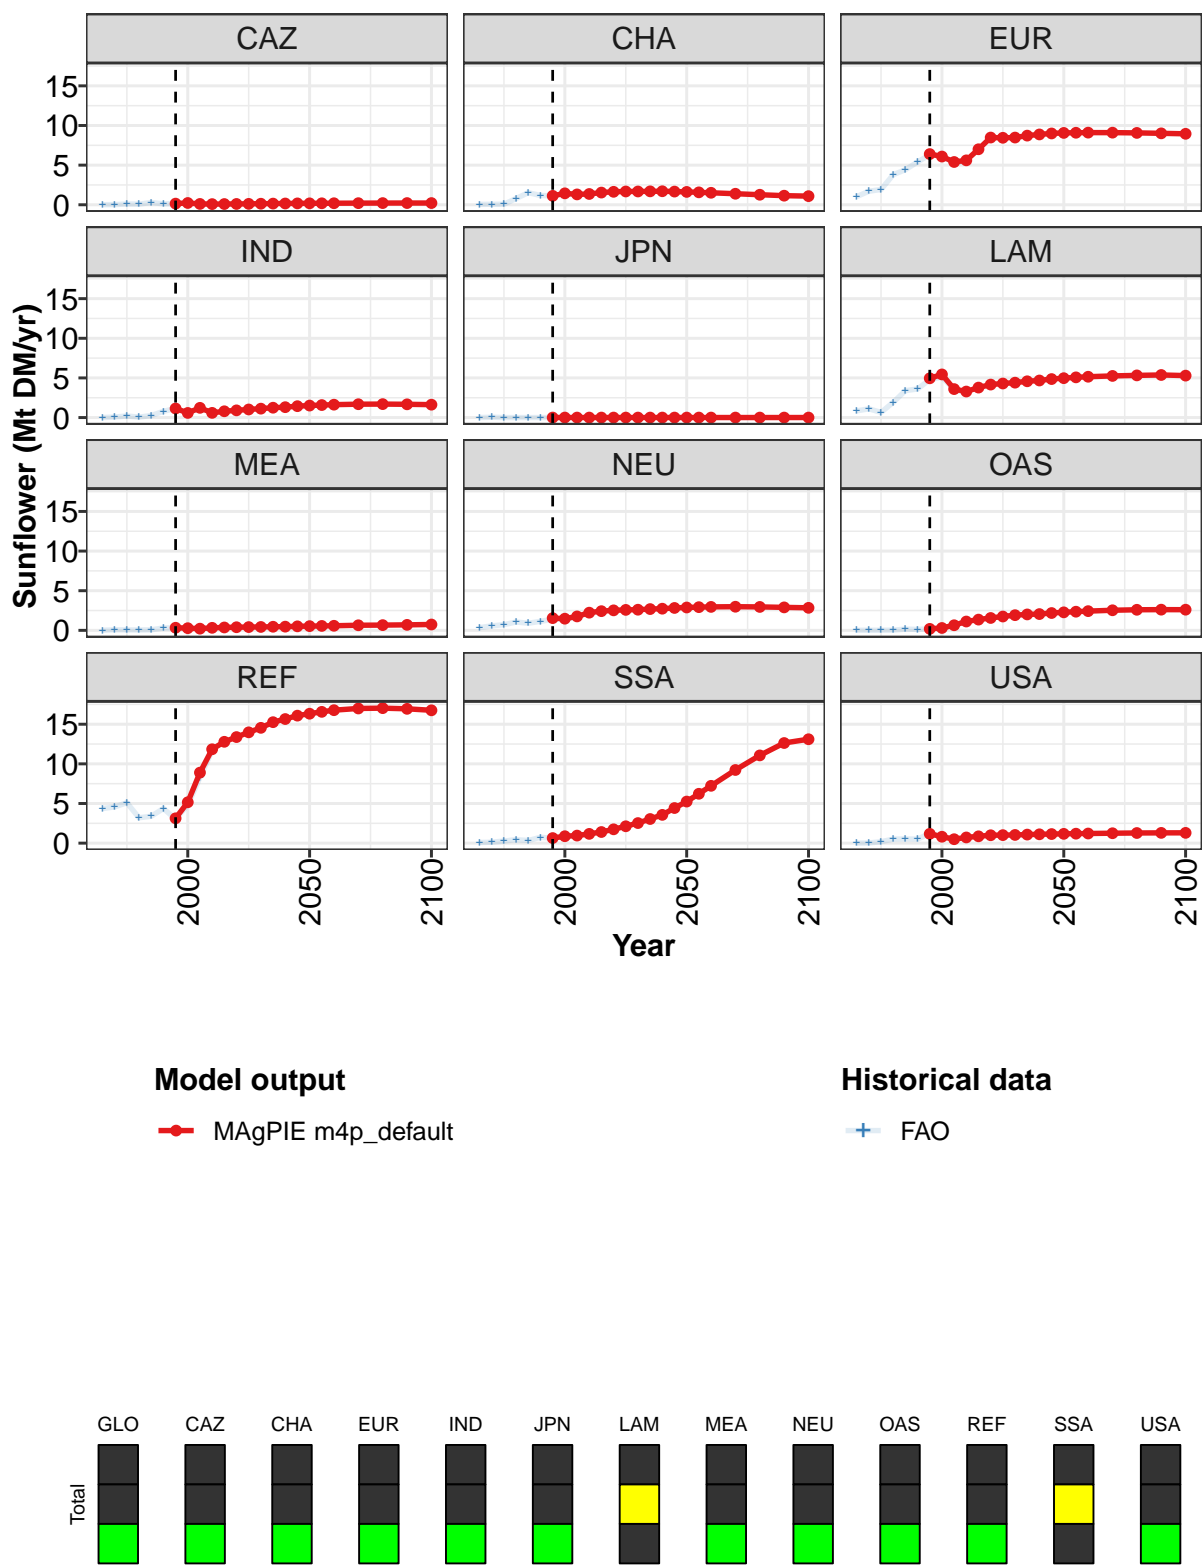 CAZ CHA EUR
15
10
5
0
IND JPN LAM
15
10
5
0
MEA NEU OAS
15
10
5
0
REF SSA USA
15
10
5
0
Sunflower (Mt DM/yr)
2000 2050 2100 2000 2050 2100 2000 2050 2100
Year
Model output Historical data
MAgPIE m4p_default FAO
GLO CAZ CHA EUR IND JPN LAM MEA NEU OAS REF SSA USA
Total